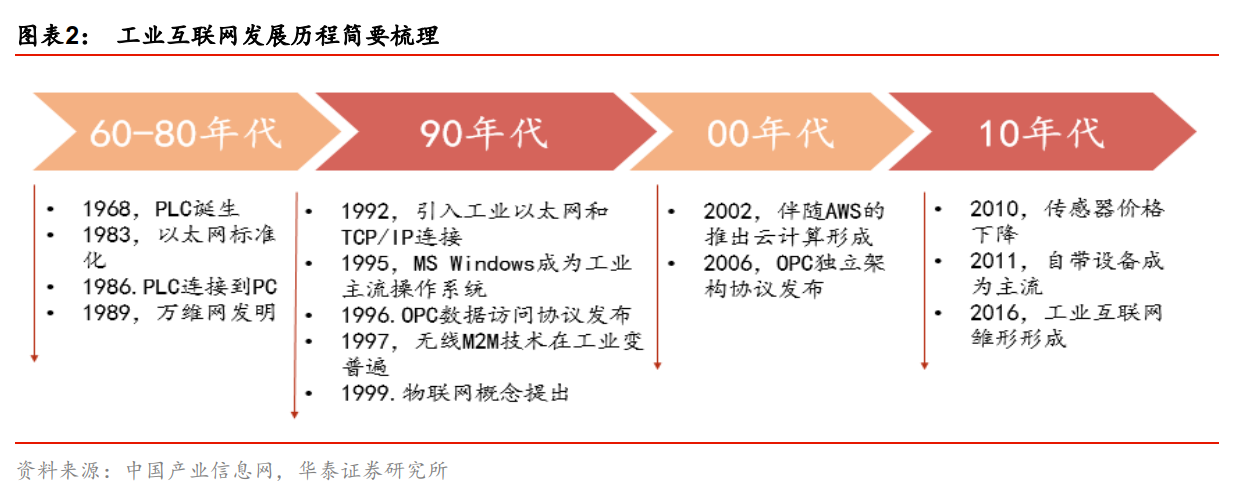 图表2： 工业互联网发展历程简要梳理
60-80年代
90年代
00年代
10年代
• 1968, PLC诞生
• 1983, 以太网标准
化
• 1986.PLC连接到PC
• 1989, 万维网发明
• 1992, 引入工业以太网和
TCP/IP连接
• 1995, MS Windows成为工业
主流操作系统
• 1996.OPC数据访问协议发布
• 1997, 无线M2M技术在工业变
普遍
• 1999.物联网概念提出
• 2002, 伴随AWS的
推出云计算形成
• 2006, OPC独立架
构协议发布
• 2010, 传感器价格
下降
• 2011, 自带设备成
为主流
• 2016, 工业互联网
雏形形成
资料来源：中国产业信息网，华泰证券研究所